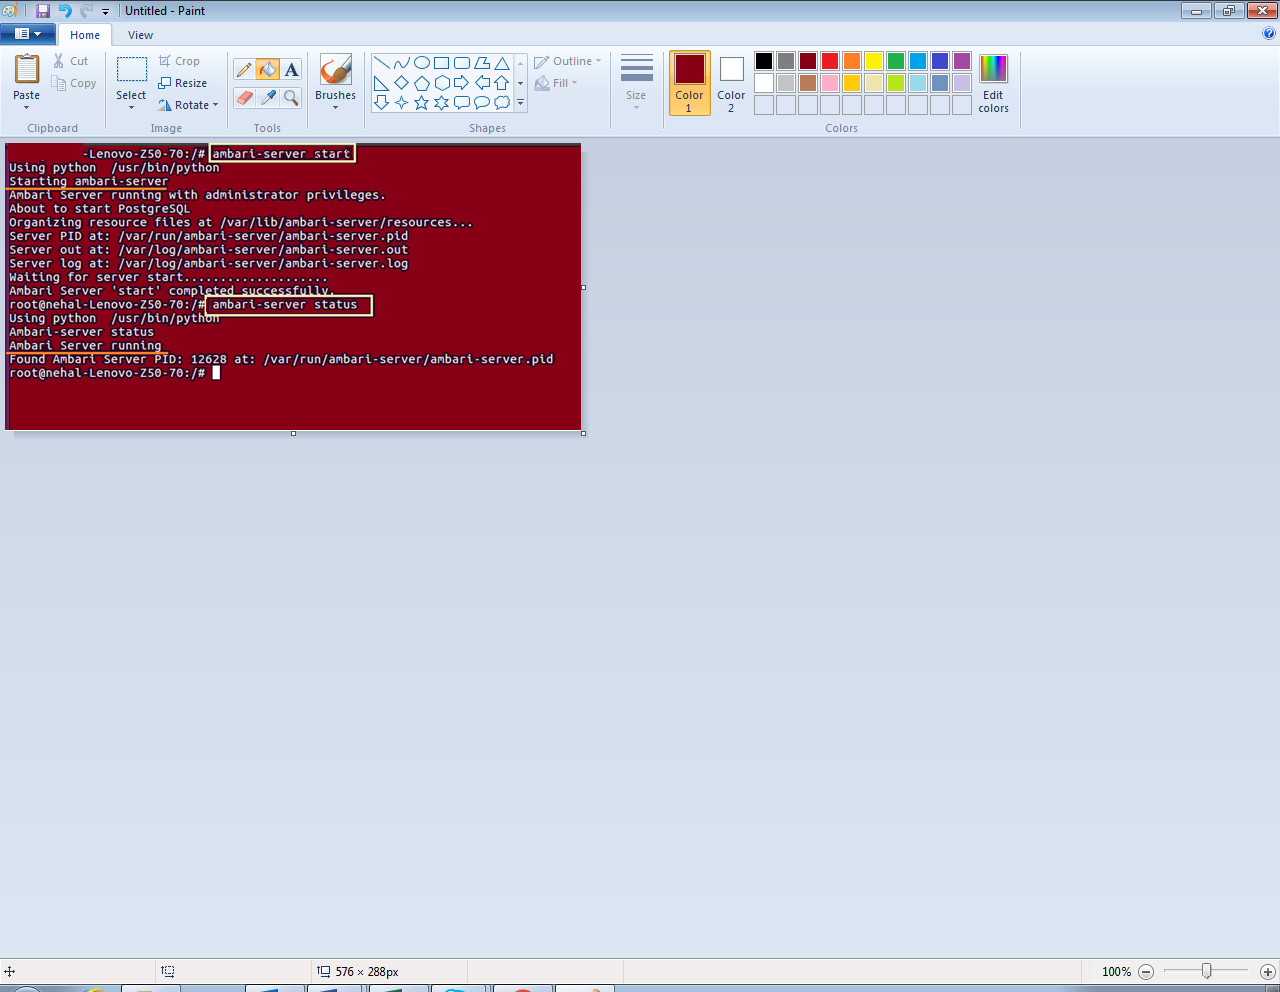 Untitled - Paint
Home View
Paste
Cut
Copy
Clipboard
Select
Crop
Resize
Rotate
Image
Tools
Brushes
Shapes
Outline
Fill
Size
Color 1
Color 2
Colors
Edit colors
-Lenovo-Z50-70:/# ambari-server start
Using python /usr/bin/python
Starting ambari-server
Ambari Server running with administrator privileges.
About to start PostgreSQL
Organizing resource files at /var/lib/ambari-server/resources...
Server PID at: /var/run/ambari-server/ambari-server.pid
Server out at: /var/log/ambari-server/ambari-server.out
Server log at: /var/log/ambari-server/ambari-server.log
Waiting for server start....................
Ambari Server 'start' completed successfully.
root@nehal-Lenovo-Z50-70:/# ambari-server status
Using python /usr/bin/python
Ambari-server status
Ambari Server running
Found Ambari Server PID: 12628 at: /var/run/ambari-server/ambari-server.pid
root@nehal-Lenovo-Z50-70:/#
576 × 288px
100%